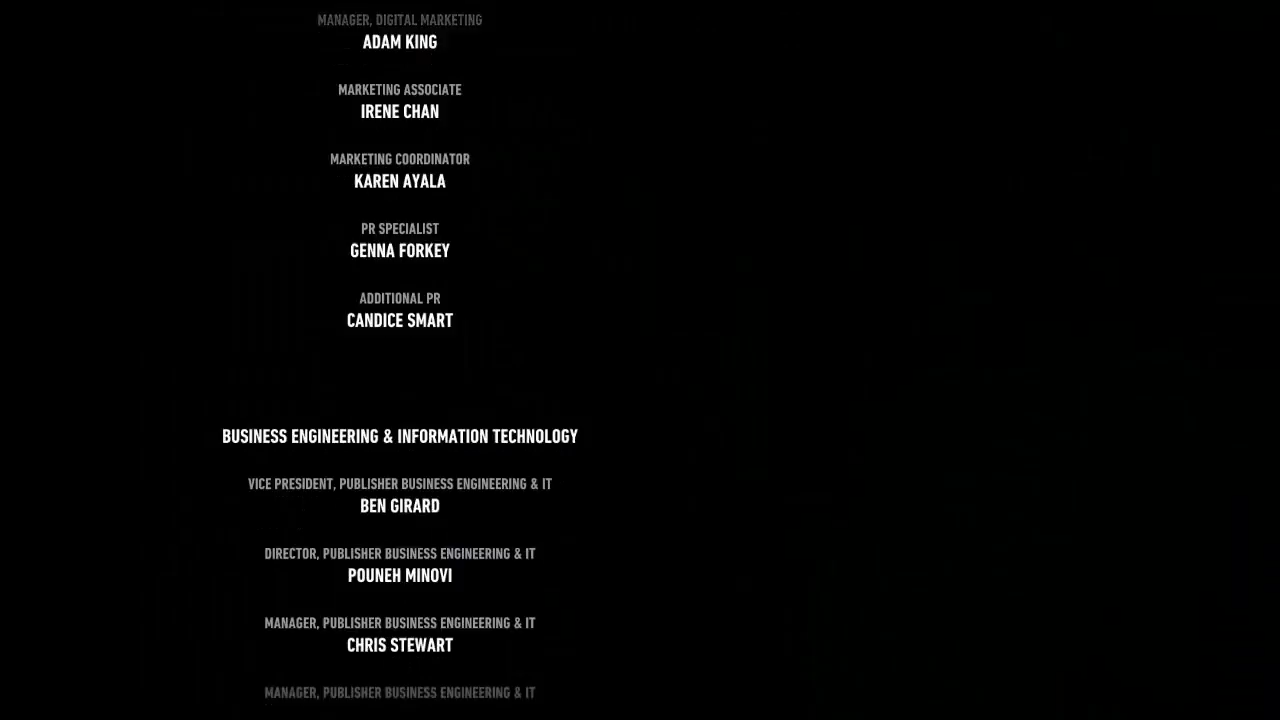 MANAGER, DIGITAL MARKETING
ADAM KING
MARKETING ASSOCIATE
IRENE CHAN
MARKETING COORDINATOR
KAREN AYALA
PR SPECIALIST
GENNA FORKEY
ADDITIONAL PR
CANDICE SMART
BUSINESS ENGINEERING & INFORMATION TECHNOLOGY
VICE PRESIDENT, PUBLISHER BUSINESS ENGINEERING & IT
BEN GIRARD
DIRECTOR, PUBLISHER BUSINESS ENGINEERING & IT
POUNEH MINOVI
MANAGER, PUBLISHER BUSINESS ENGINEERING & IT
CHRIS STEWART
MANAGER, PUBLISHER BUSINESS ENGINEERING & IT